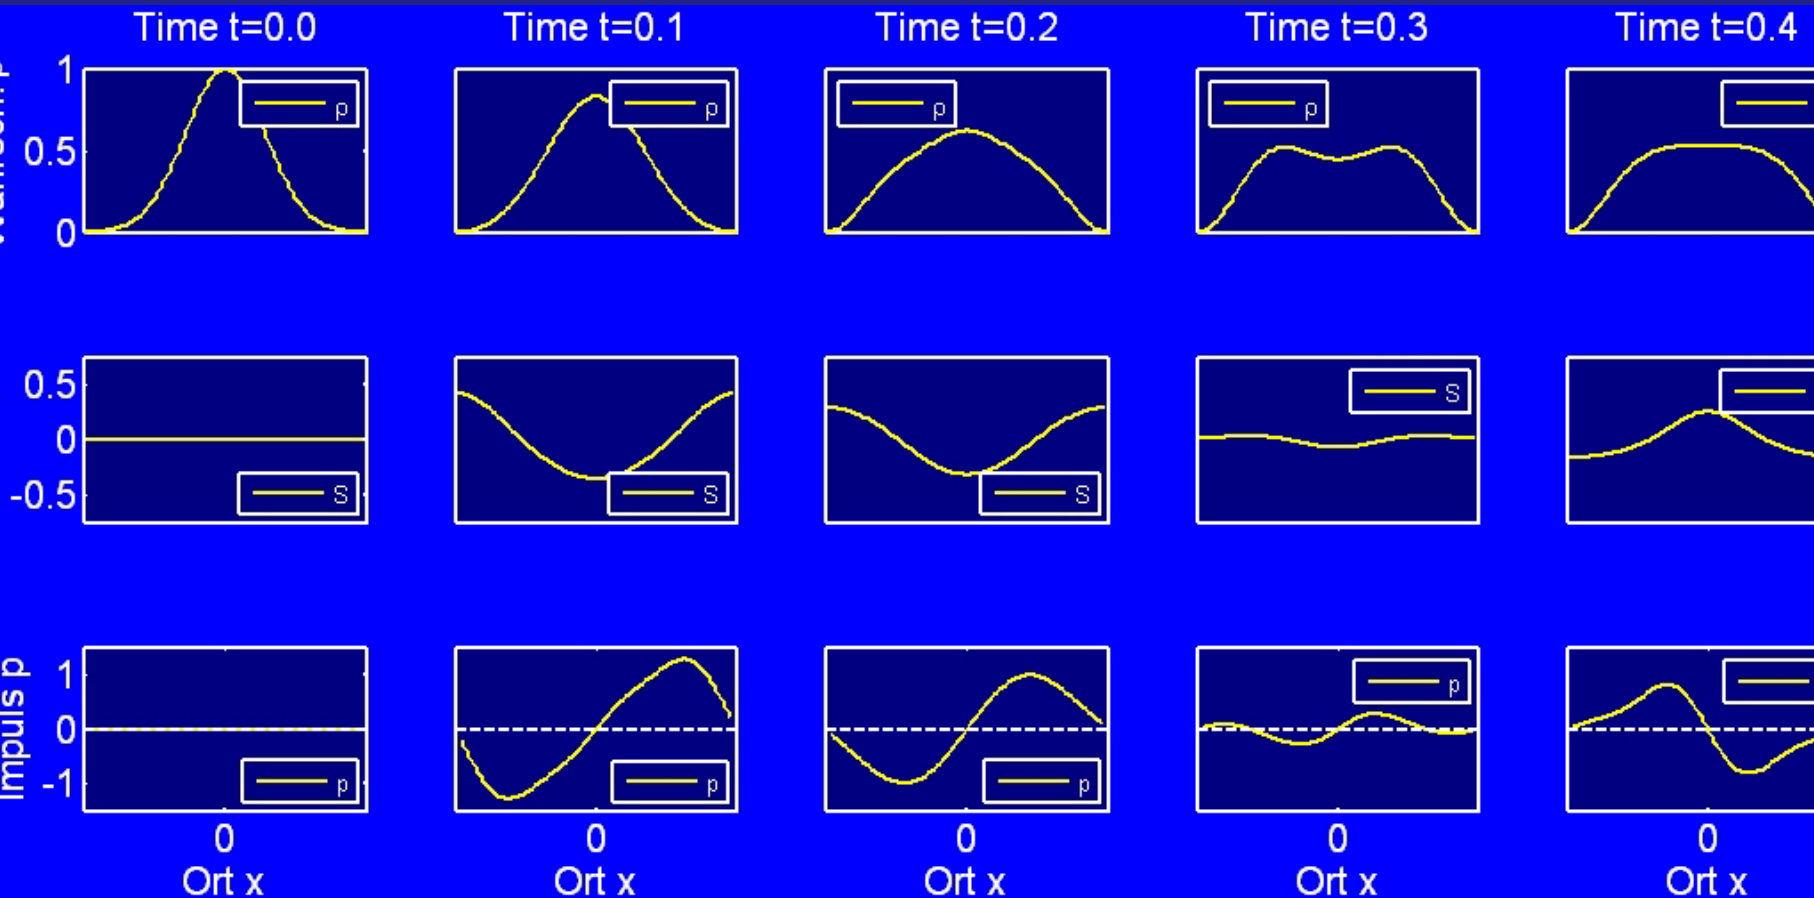 Time t=0.0 Time t=0.1 Time t=0.2 Time t=0.3 Time t=0.4
1
0.5
0
ρ ρ ρ ρ
0.5
0
-0.5
S S S S
Impuls p
1
0
-1
p p p p
0 0 0 0 0
Ort x Ort x Ort x Ort x Ort x